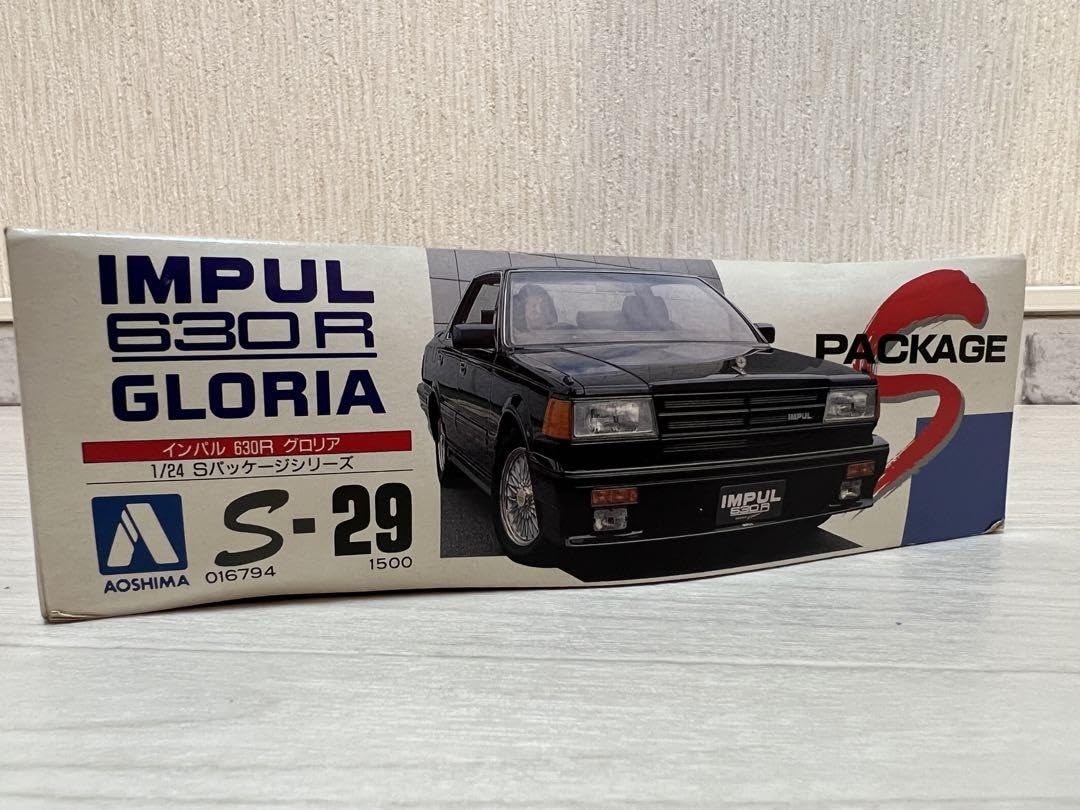 IMPUL
630R
GLORIA
インパル 630R グロリア
1/24 Sパッケージシリーズ
AOSHIMA
S-29
016794
1500
IMPUL
IMPUL
630R
S
PACKAGE